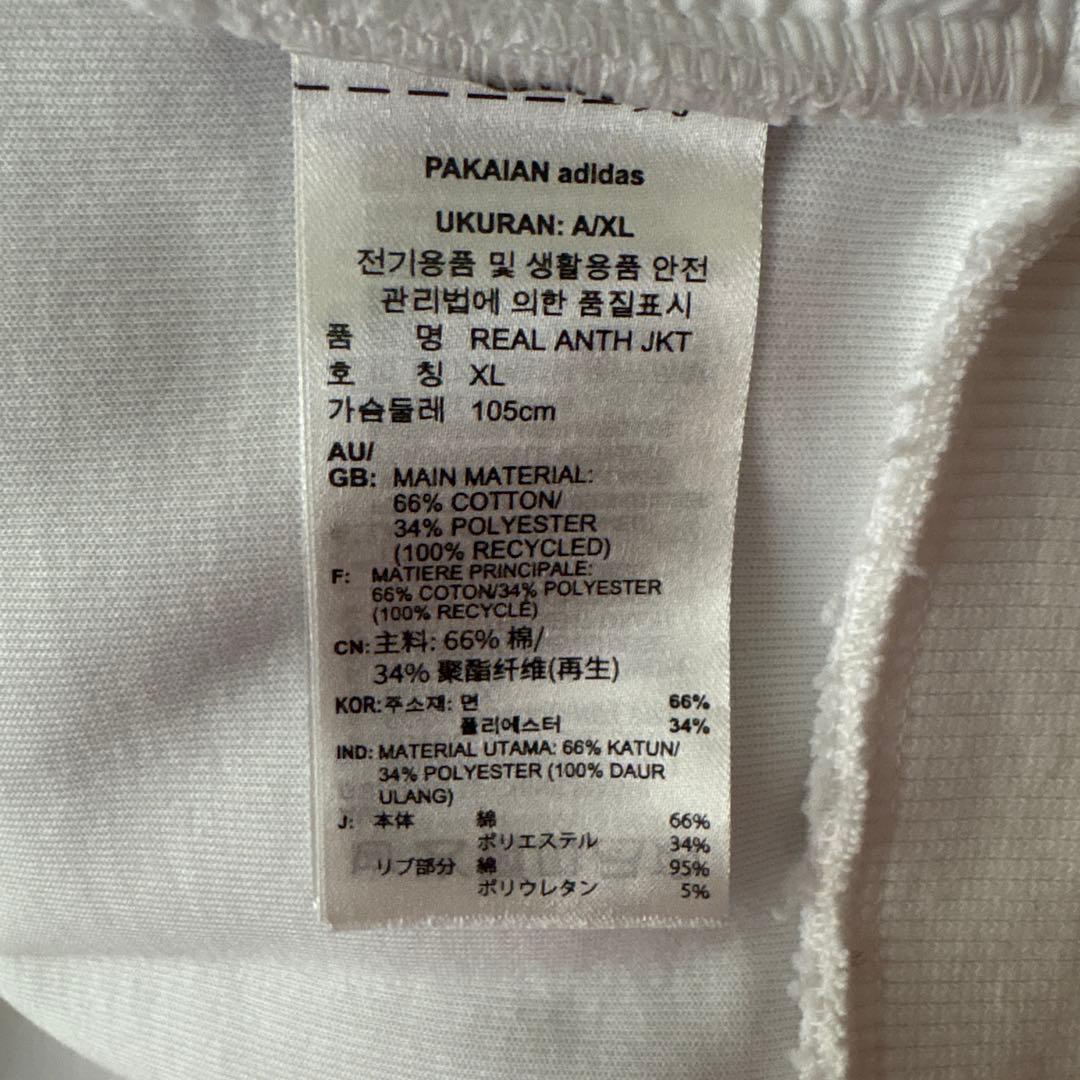 PAKAIAN adidas
UKURAN: A/XL
전기용품 및 생활용품 안전
관리법에 의한 품질표시
품 명 REAL ANTH JKT
호 칭 XL
가슴둘레 105cm
AU/
GB: MAIN MATERIAL:
66% COTTON/
34% POLYESTER
(100% RECYCLED)
F: MATIERE PRINCIPALE:
66% COTON/34% POLYESTER
(100% RECYCLÉ)
CN: 主料: 66% 棉/
34% 聚酯纤维(再生)
KOR: 주소재: 면 66%
폴리에스터 34%
IND: MATERIAL UTAMA: 66% KATUN/
34% POLYESTER (100% DAUR
ULANG)
J: 本体 綿 66%
ポリエステル 34%
リブ部分 綿 95%
ポリウレタン 5%